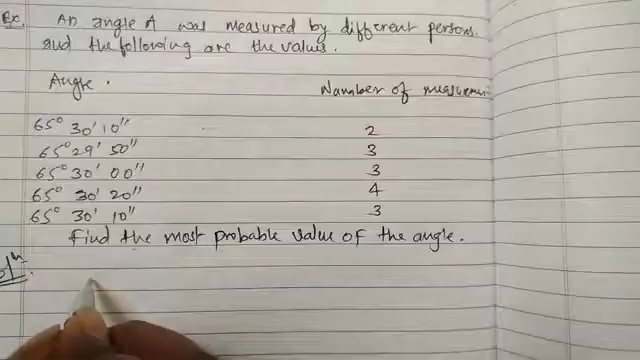 Ex. An angle A was measured by different persons.
and the following are the values.
Angle. Number of measuremen
65° 30' 10" 2
65° 29' 50" 3
65° 30' 00" 3
65° 30' 20" 4
65° 30' 10" 3
Find the most probable value of the angle.